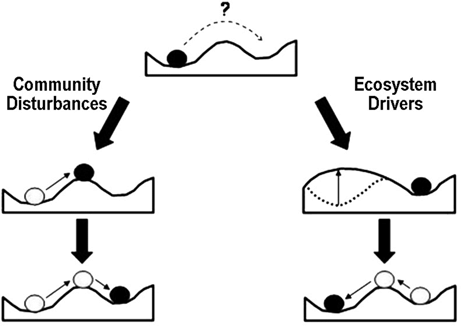 ?
Community
Disturbances
Ecosystem
Drivers